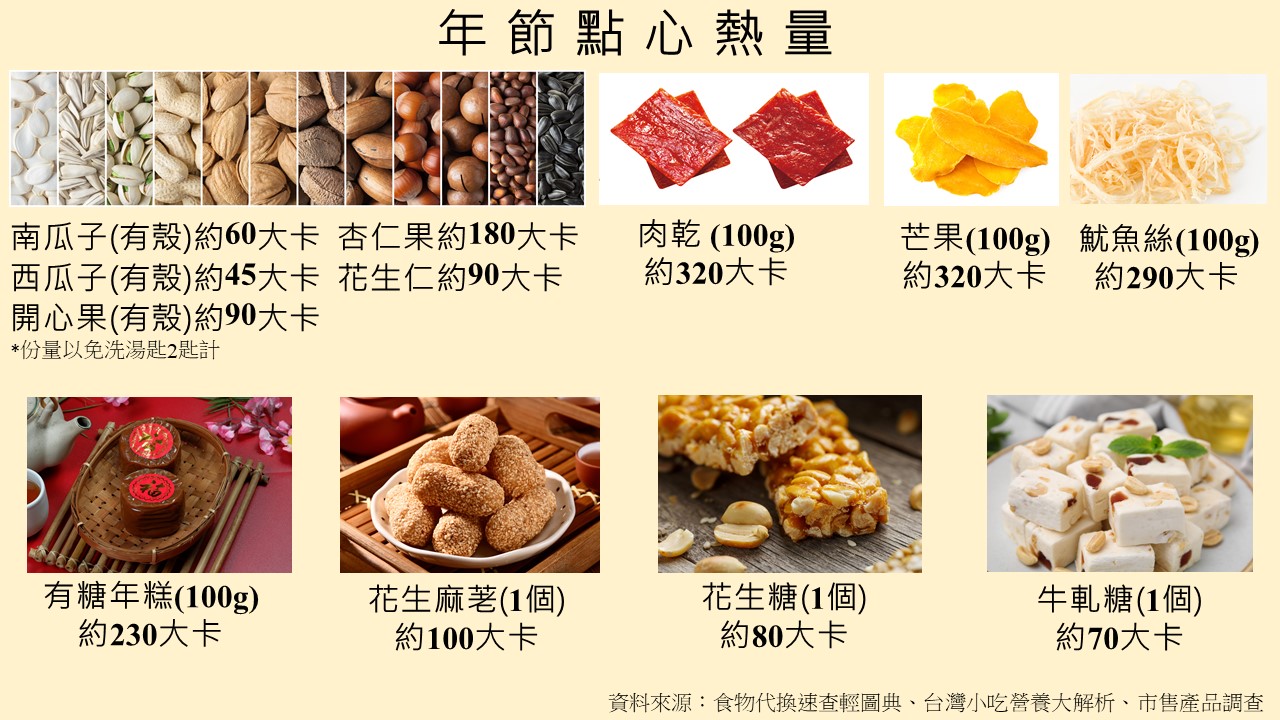 年節點心熱量
南瓜子(有殼)約60大卡 杏仁果約180大卡
西瓜子(有殼)約45大卡 花生仁約90大卡
開心果(有殼)約90大卡
*份量以免洗湯匙2匙計
肉乾 (100g)
約320大卡
芒果(100g)
約320大卡
魷魚絲(100g)
約290大卡
福
福
有糖年糕(100g)
約230大卡
花生麻荖(1個)
約100大卡
花生糖(1個)
約80大卡
牛軋糖(1個)
約70大卡
資料來源：食物代換速查輕圖典、台灣小吃營養大解析、市售產品調查